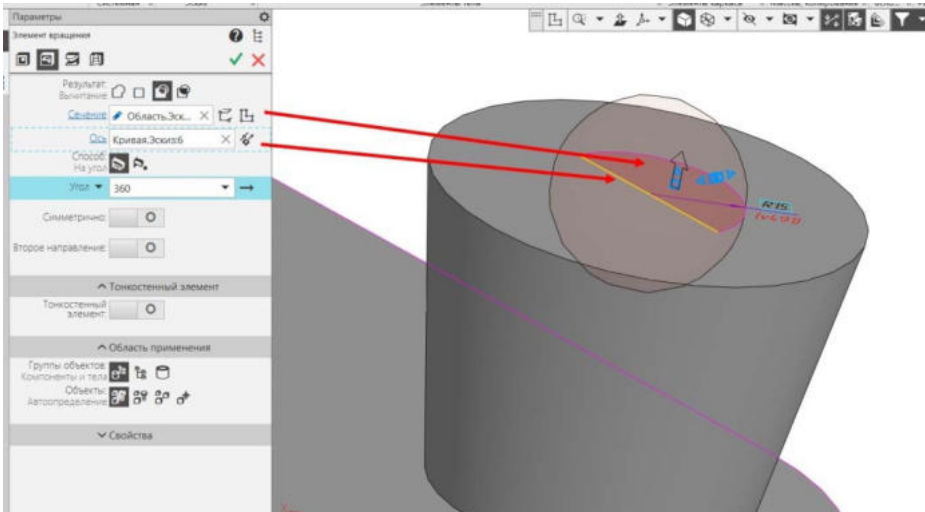 Параметры
Элемент вращения
Результат:
Вычитание
Сечение
Область.Эск...
Ось
Кривая.Эскиз:6
Способ:
На угол
Угол
360
Симметрично:
Второе направление:
Тонкостенный элемент
Тонкостенный
элемент:
Область применения
Группы объектов:
Компоненты и тела
Объекты:
Автоопределение
Свойства
R35